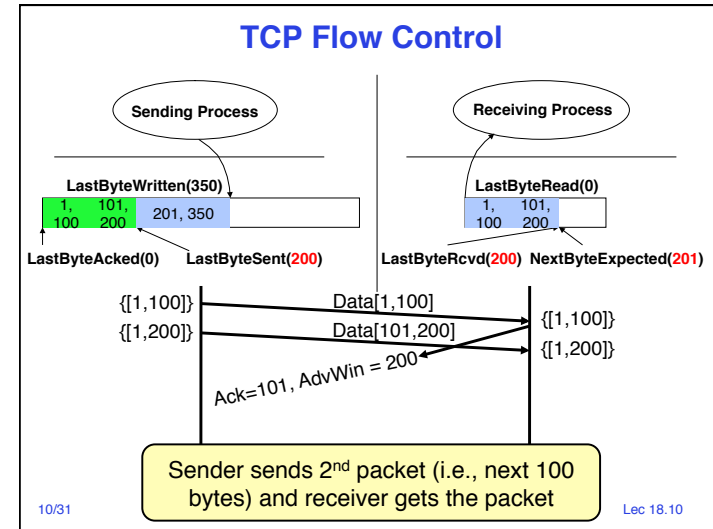 TCP Flow Control
Sending Process
Receiving Process
LastByteWritten(350)
LastByteRead(0)
1, 100
101, 200
201, 350
1, 100
101, 200
LastByteAcked(0)
LastByteSent(200)
LastByteRcvd(200)
NextByteExpected(201)
{[1,100]}
Data[1,100]
{[1,100]}
{[1,200]}
Data[101,200]
{[1,200]}
Ack=101, AdvWin = 200
Sender sends 2nd packet (i.e., next 100
bytes) and receiver gets the packet
10/31
Lec 18.10